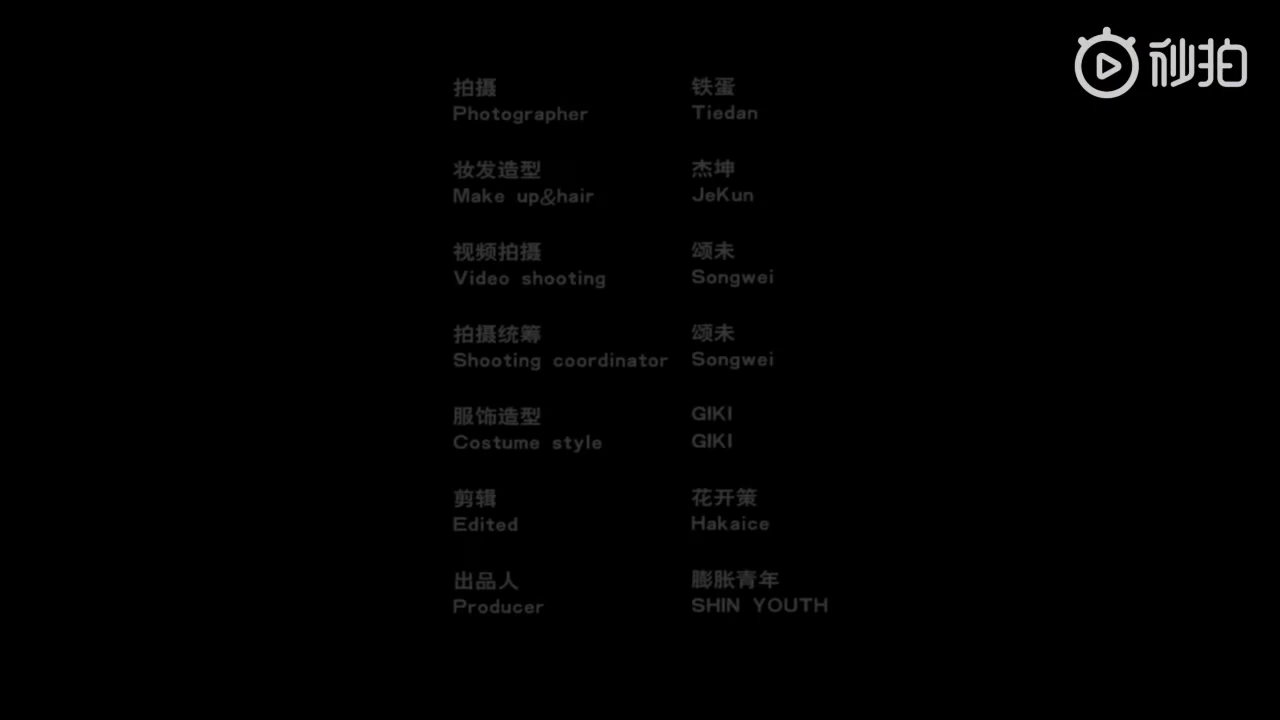 秒拍
拍摄 铁蛋
Photographer Tiedan
妆发造型 杰坤
Make up&hair JeKun
视频拍摄 颂未
Video shooting Songwei
拍摄统筹 颂未
Shooting coordinator Songwei
服饰造型 GIKI
Costume style GIKI
剪辑 花开策
Edited Hakaice
出品人 膨胀青年
Producer SHIN YOUTH